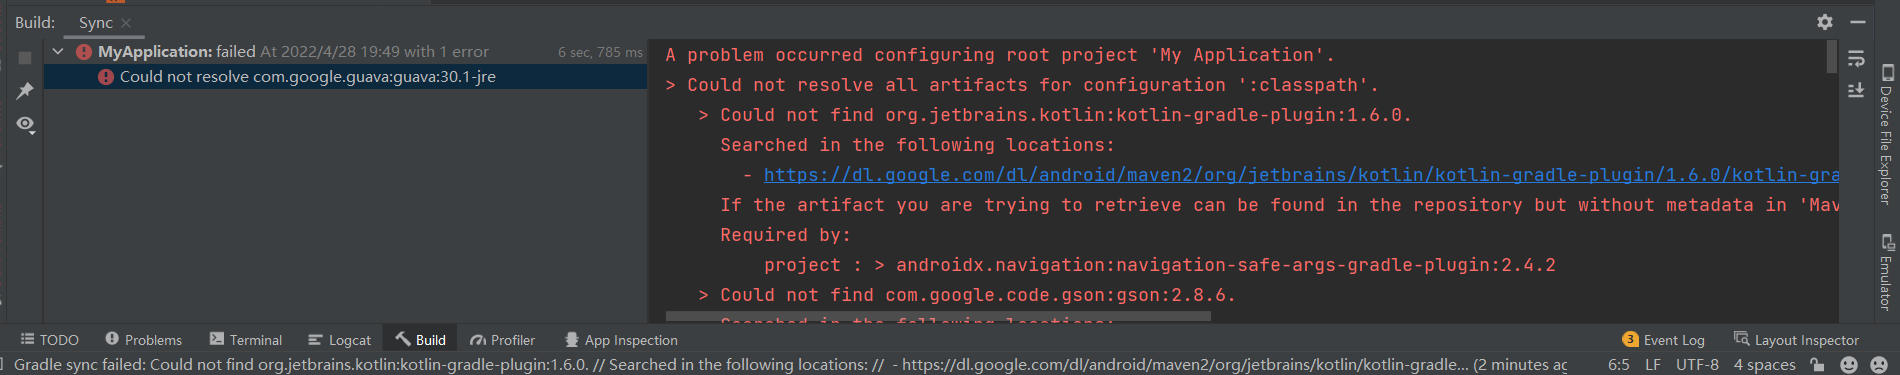 Build: Sync ×
MyApplication: failed At 2022/4/28 19:49 with 1 error 6 sec, 785 ms
Could not resolve com.google.guava:guava:30.1-jre
A problem occurred configuring root project 'My Application'.
> Could not resolve all artifacts for configuration ':classpath'.
> Could not find org.jetbrains.kotlin:kotlin-gradle-plugin:1.6.0.
Searched in the following locations:
- https://dl.google.com/dl/android/maven2/org/jetbrains/kotlin/kotlin-gradle-plugin/1.6.0/kotlin-gra
If the artifact you are trying to retrieve can be found in the repository but without metadata in 'Mav
Required by:
project : > androidx.navigation:navigation-safe-args-gradle-plugin:2.4.2
> Could not find com.google.code.gson:gson:2.8.6.
Searched in the following locations:
Device File Explorer
Emulator
TODO Problems Terminal Logcat Build Profiler App Inspection 3 Event Log Layout Inspector
Gradle sync failed: Could not find org.jetbrains.kotlin:kotlin-gradle-plugin:1.6.0. // Searched in the following locations: // - https://dl.google.com/dl/android/maven2/org/jetbrains/kotlin/kotlin-gradle... (2 minutes ag 6:5 LF UTF-8 4 spaces